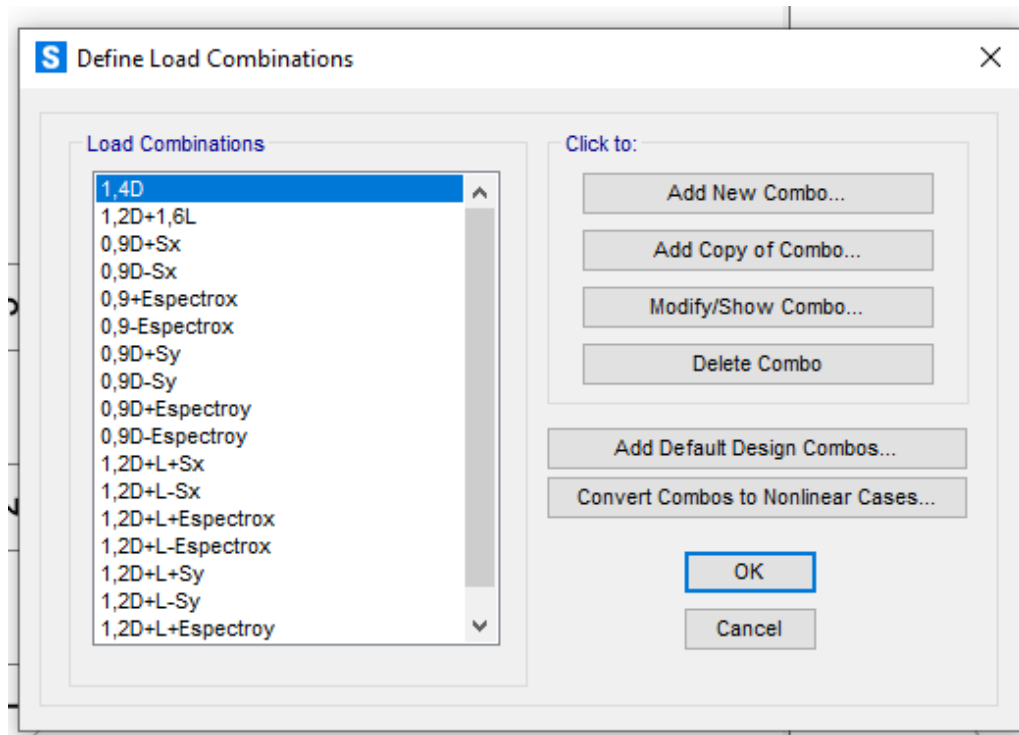 S Define Load Combinations
Load Combinations
1,4D
1,2D+1,6L
0,9D+Sx
0,9D-Sx
0,9+Espectrox
0,9-Espectrox
0,9D+Sy
0,9D-Sy
0,9D+Espectroy
0,9D-Espectroy
1,2D+L+Sx
1,2D+L-Sx
1,2D+L+Espectrox
1,2D+L-Espectrox
1,2D+L+Sy
1,2D+L-Sy
1,2D+L+Espectroy
Click to:
Add New Combo...
Add Copy of Combo...
Modify/Show Combo...
Delete Combo
Add Default Design Combos...
Convert Combos to Nonlinear Cases...
OK
Cancel